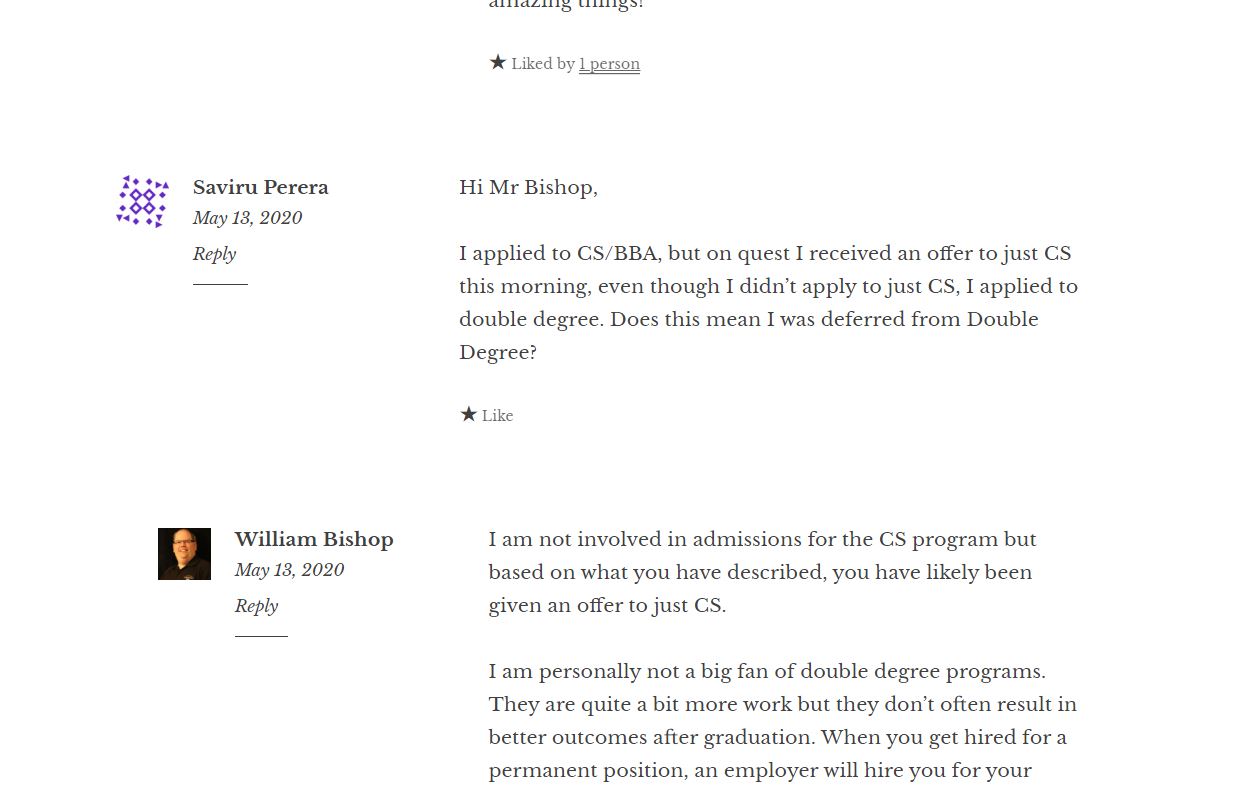 amazing things!
★ Liked by 1 person
Saviru Perera
May 13, 2020
Reply
Hi Mr Bishop,
I applied to CS/BBA, but on quest I received an offer to just CS
this morning, even though I didn’t apply to just CS, I applied to
double degree. Does this mean I was deferred from Double
Degree?
★ Like
William Bishop
May 13, 2020
Reply
I am not involved in admissions for the CS program but
based on what you have described, you have likely been
given an offer to just CS.
I am personally not a big fan of double degree programs.
They are quite a bit more work but they don’t often result in
better outcomes after graduation. When you get hired for a
permanent position, an employer will hire you for your